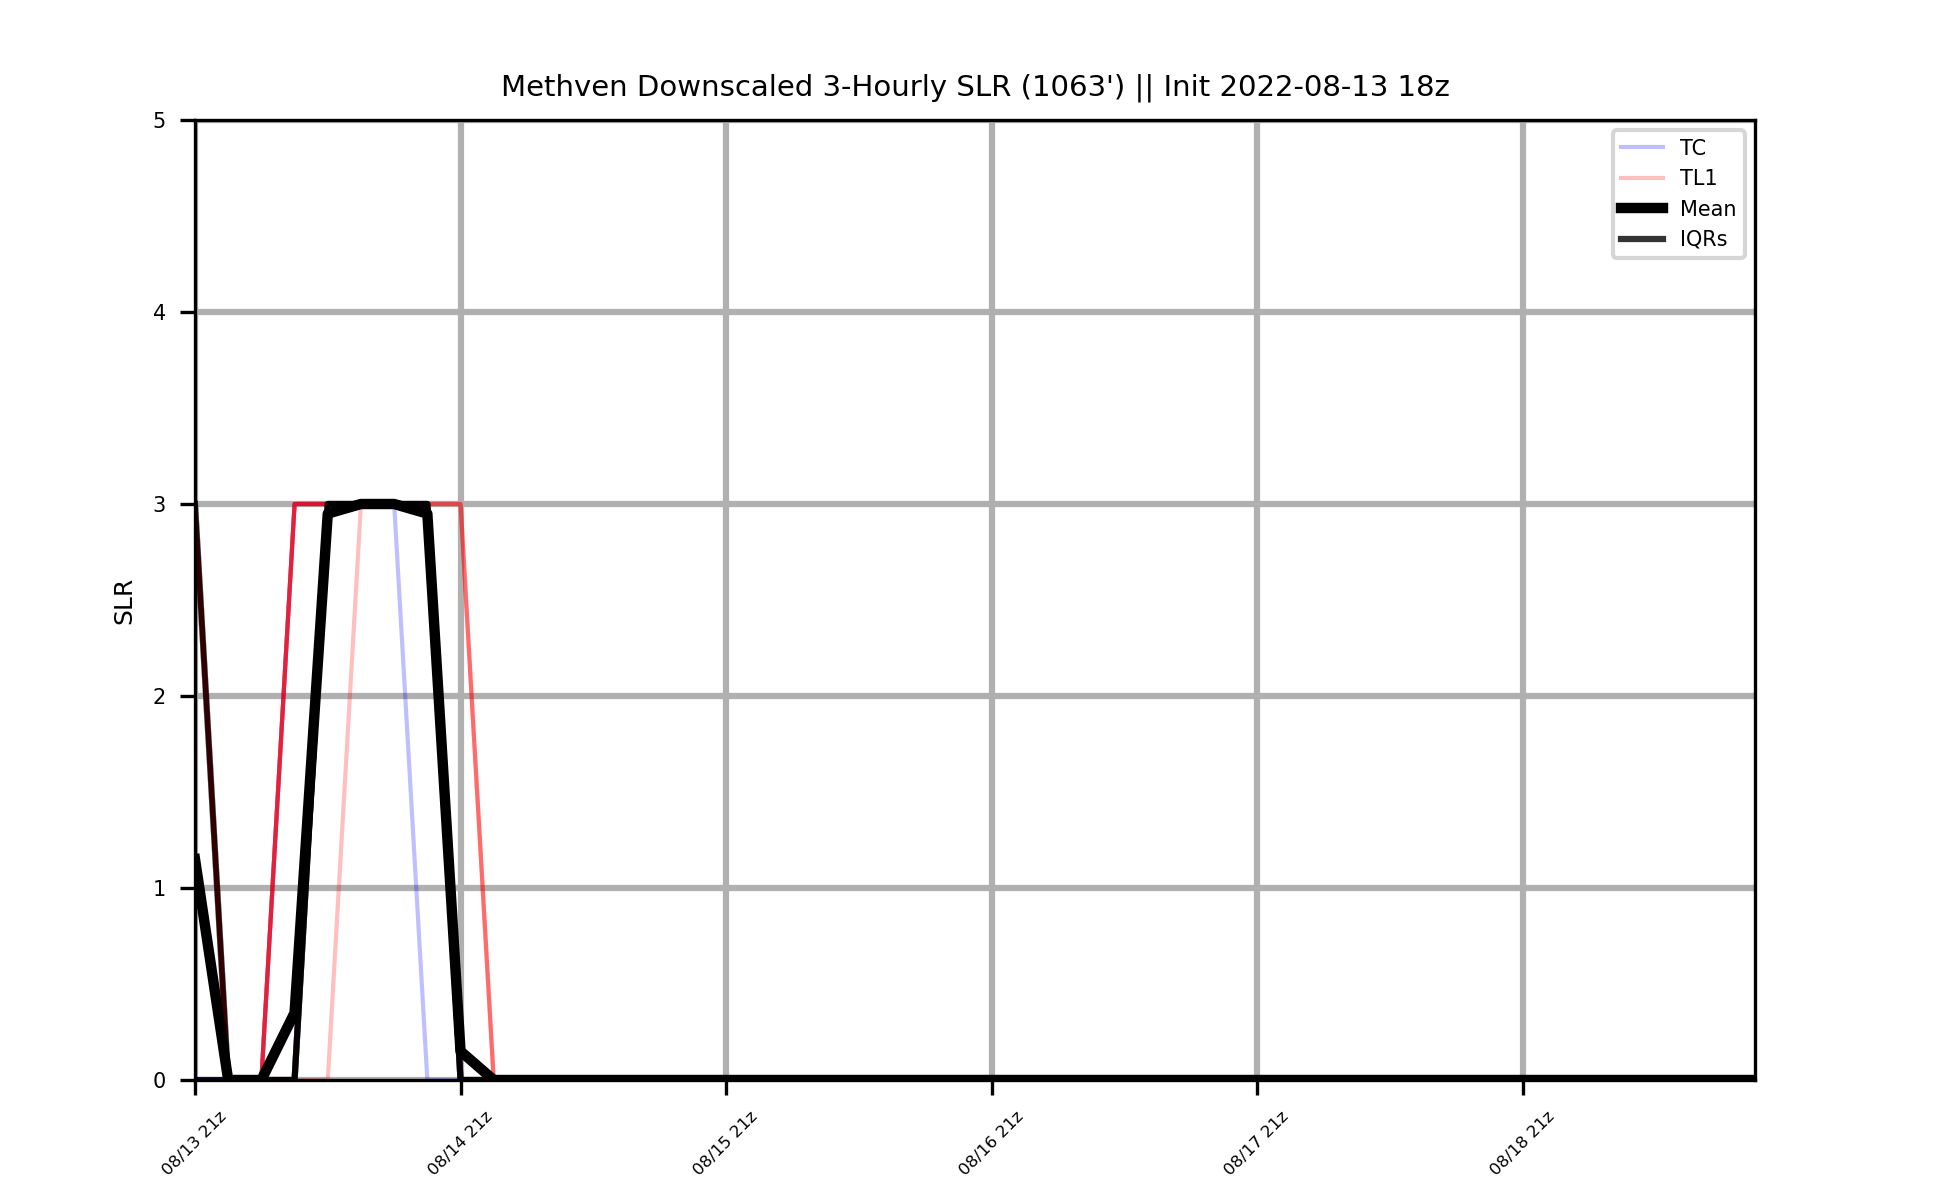 Methven Downscaled 3-Hourly SLR (1063') || Init 2022-08-13 18z
5
4
3
2
1
0
SLR
TC
TL1
Mean
IQRs
08/13 21z
08/14 21z
08/15 21z
08/16 21z
08/17 21z
08/18 21z